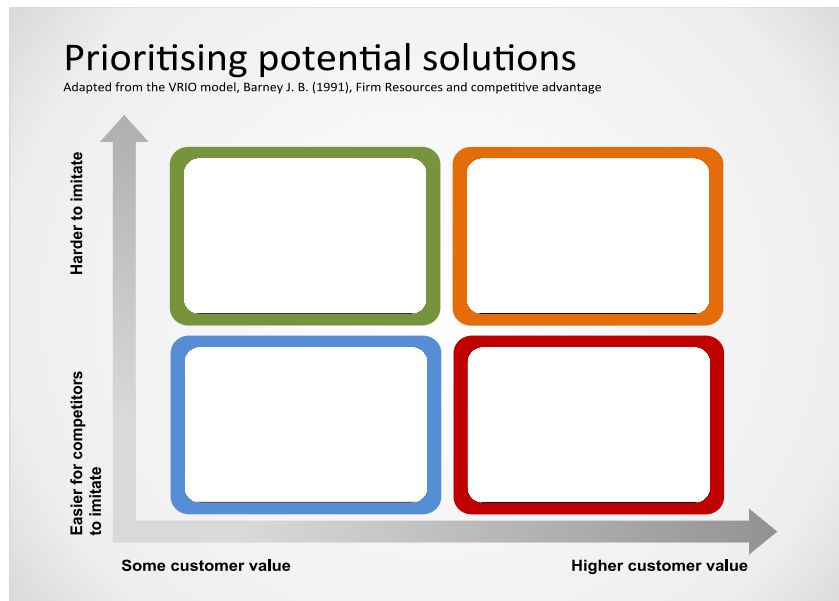 Prioritising potential solutions
Adapted from the VRIO model, Barney J. B. (1991), Firm Resources and competitive advantage
Harder to imitate
Easier for competitors
to imitate
Some customer value
Higher customer value